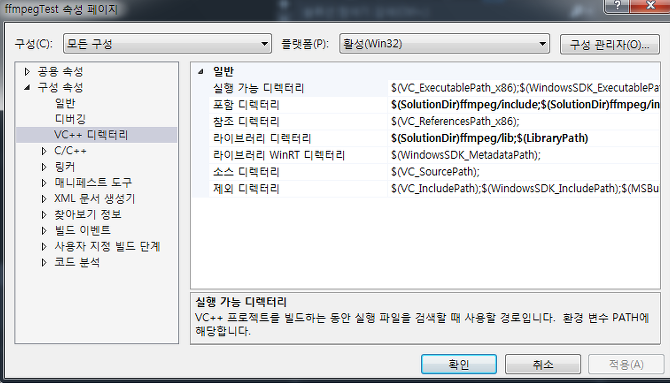 ffmpegTest 속성 페이지
구성(C): 모든 구성 플랫폼(P): 활성(Win32) 구성 관리자(O)...
공용 속성
구성 속성
일반
디버깅
VC++ 디렉터리
C/C++
링커
매니페스트 도구
XML 문서 생성기
찾아보기 정보
빌드 이벤트
사용자 지정 빌드 단계
코드 분석
일반
실행 가능 디렉터리 $(VC_ExecutablePath_x86);$(WindowsSDK_ExecutablePa
포함 디렉터리 $(SolutionDir)ffmpeg/include;$(SolutionDir)ffmpeg/in
참조 디렉터리 $(VC_ReferencesPath_x86);
라이브러리 디렉터리 $(SolutionDir)ffmpeg/lib;$(LibraryPath)
라이브러리 WinRT 디렉터리 $(WindowsSDK_MetadataPath);
소스 디렉터리 $(VC_SourcePath);
제외 디렉터리 $(VC_IncludePath);$(WindowsSDK_IncludePath);$(MSBu
실행 가능 디렉터리
VC++ 프로젝트를 빌드하는 동안 실행 파일을 검색할 때 사용할 경로입니다. 환경 변수 PATH에
해당합니다.
확인 취소 적용(A)